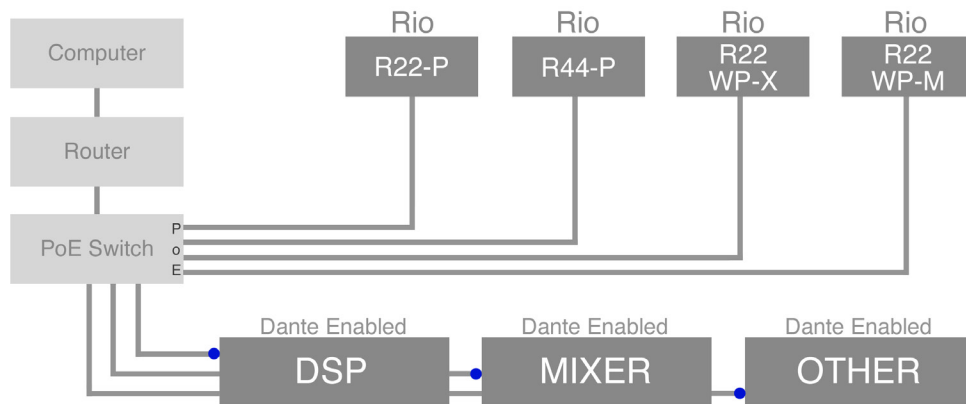 Computer
Router
PoE Switch
P
o
E
Rio
R22-P
Rio
R44-P
Rio
R22
WP-X
Rio
R22
WP-M
Dante Enabled
DSP
Dante Enabled
MIXER
Dante Enabled
OTHER